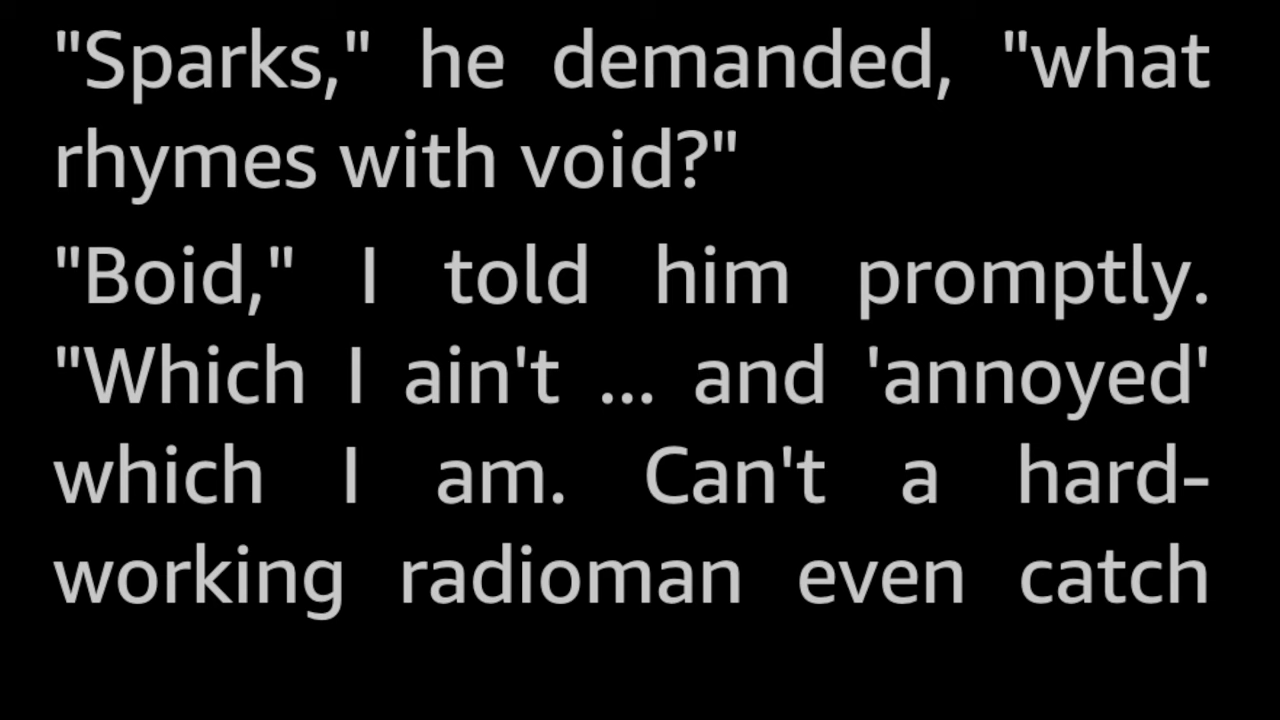 "Sparks," he demanded, "what
rhymes with void?"
"Boid," I told him promptly.
"Which I ain't ... and 'annoyed'
which I am. Can't a hard-
working radioman even catch